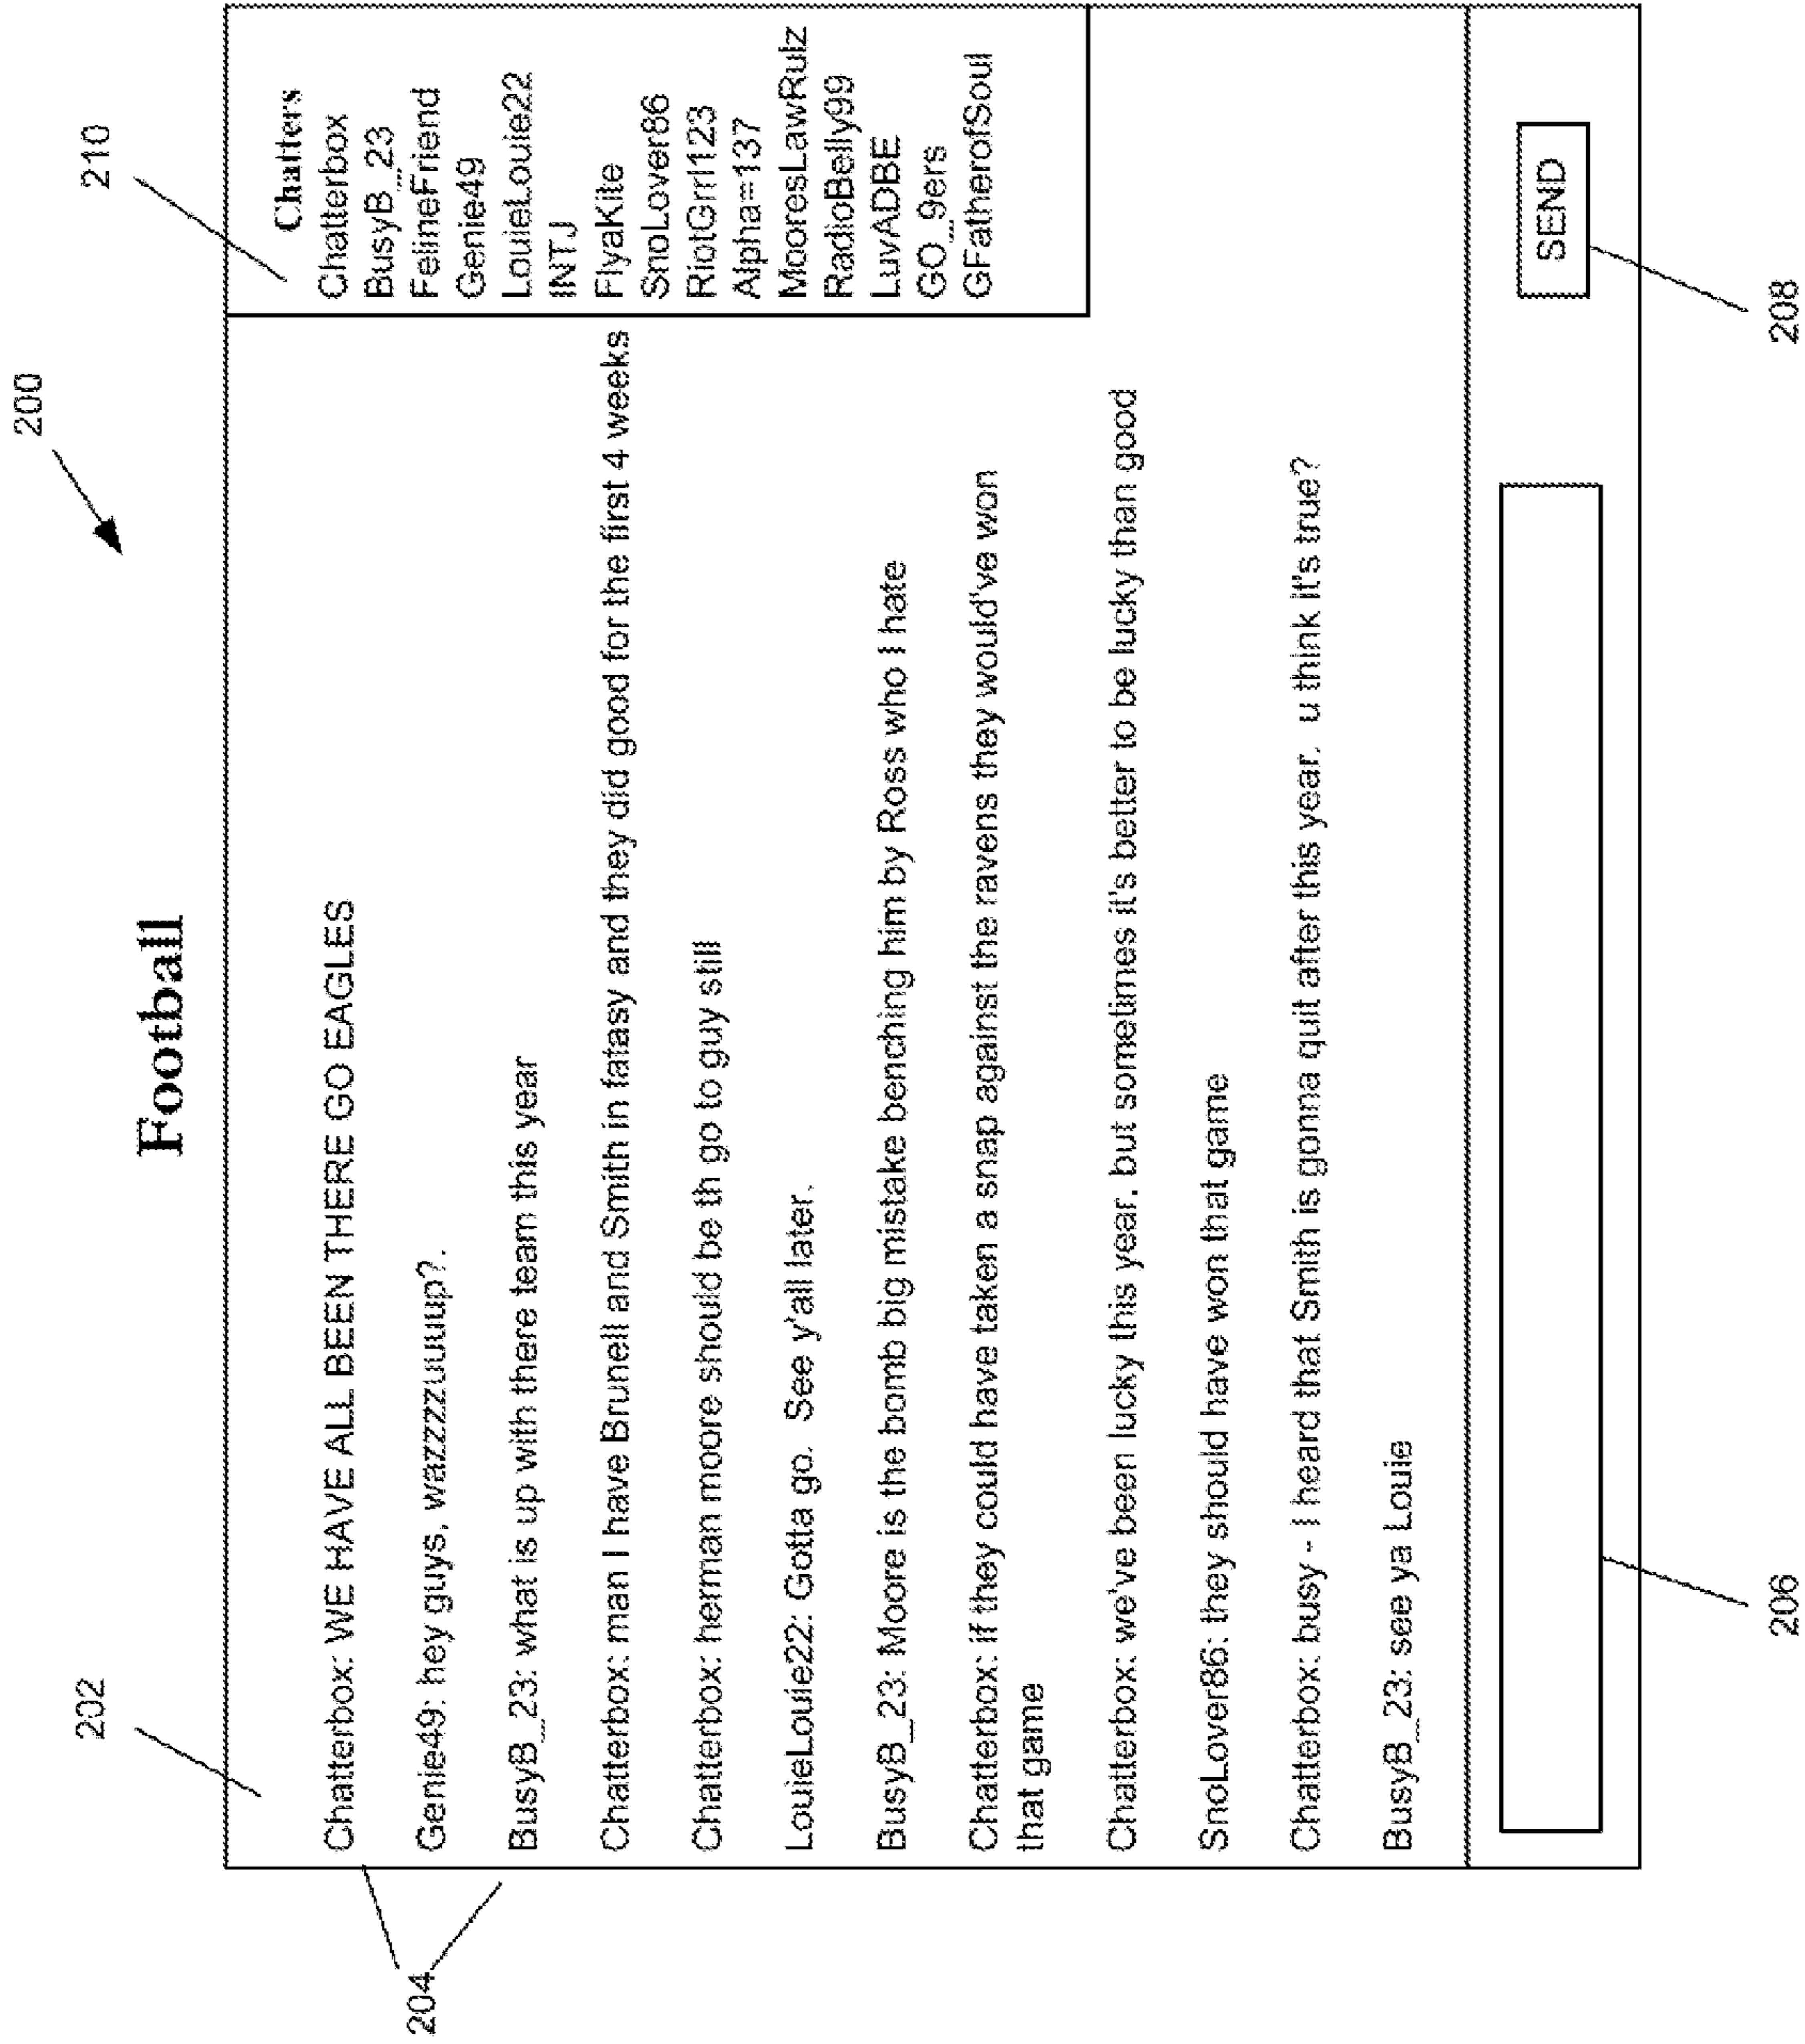 Football
200
202
210
204
Chatterbox: WE HAVE ALL BEEN THERE GO EAGLES
Genie49: hey guys, wazzzzuuuup?.
BusyB_23: what is up with there team this year
Chatterbox: man I have Brunell and Smith in fatasy and they did good for the first 4 weeks
Chatterbox: herman moore should be th go to guy still
LouieLouie22: Gotta go. See y'all later.
BusyB_23: Moore is the bomb big mistake benching him by Ross who I hate
Chatterbox: if they could have taken a snap against the ravens they would've won
that game
Chatterbox: we've been lucky this year. but sometimes it's better to be lucky than good
SnoLover86: they should have won that game
Chatterbox: busy - I heard that Smith is gonna quit after this year. u think it's true?
BusyB_23: see ya Louie
Chatters
Chatterbox
BusyB_23
FelineFriend
Genie49
LouieLouie22
INTJ
FlyaKite
SnoLover86
RiotGrrl123
Alpha=137
MooresLawRulz
RadioBelly99
LuvADBE
GO_9ers
GFatherofSoul
SEND
206
208